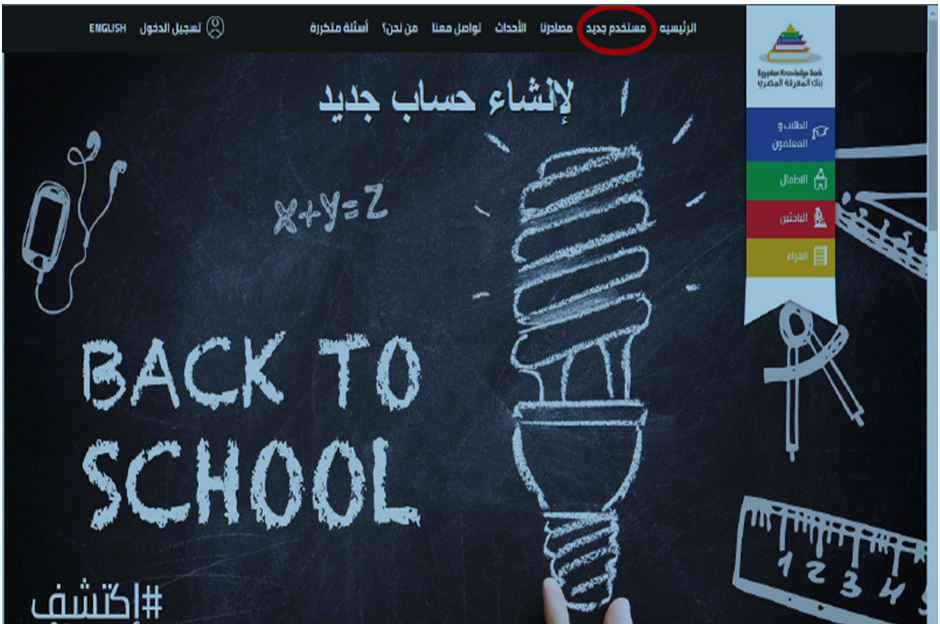 الرئيسيه مستخدم جديد مصادرنا الأحداث تواصل معنا من نحن؟ أسئلة متكررة تسجيل الدخول ENGLISH
Egyptian Knowledge Bank
بنك المعرفة المصري
لإنشاء حساب جديد
الطلاب و
المعلمون
الاطفال
الباحثين
القراء
x+y=z
BACK TO
SCHOOL
1 2 3 4
#إكتشف